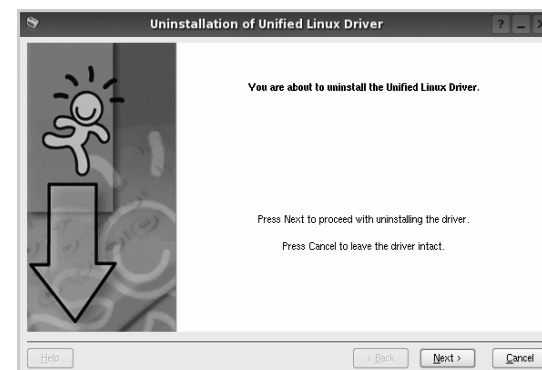 Uninstallation of Unified Linux Driver
You are about to uninstall the Unified Linux Driver.
Press Next to proceed with uninstalling the driver.
Press Cancel to leave the driver intact.
Help
< Back
Next >
Cancel